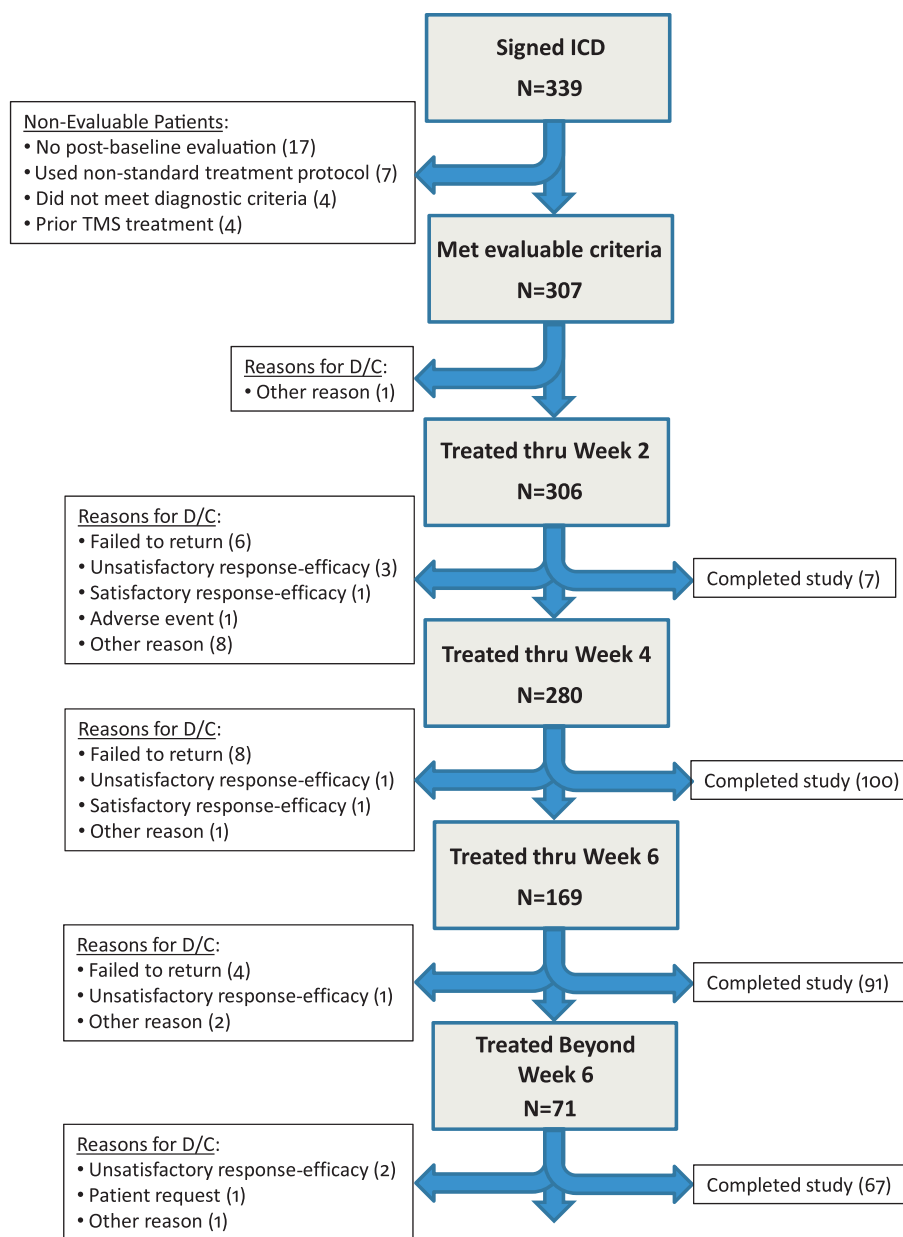 Signed ICD
N=339
Non-Evaluable Patients:
• No post-baseline evaluation (17)
• Used non-standard treatment protocol (7)
• Did not meet diagnostic criteria (4)
• Prior TMS treatment (4)
Met evaluable criteria
N=307
Reasons for D/C:
• Other reason (1)
Treated thru Week 2
N=306
Reasons for D/C:
• Failed to return (6)
• Unsatisfactory response-efficacy (3)
• Satisfactory response-efficacy (1)
• Adverse event (1)
• Other reason (8)
Completed study (7)
Treated thru Week 4
N=280
Reasons for D/C:
• Failed to return (8)
• Unsatisfactory response-efficacy (1)
• Satisfactory response-efficacy (1)
• Other reason (1)
Completed study (100)
Treated thru Week 6
N=169
Reasons for D/C:
• Failed to return (4)
• Unsatisfactory response-efficacy (1)
• Other reason (2)
Completed study (91)
Treated Beyond
Week 6
N=71
Reasons for D/C:
• Unsatisfactory response-efficacy (2)
• Patient request (1)
• Other reason (1)
Completed study (67)